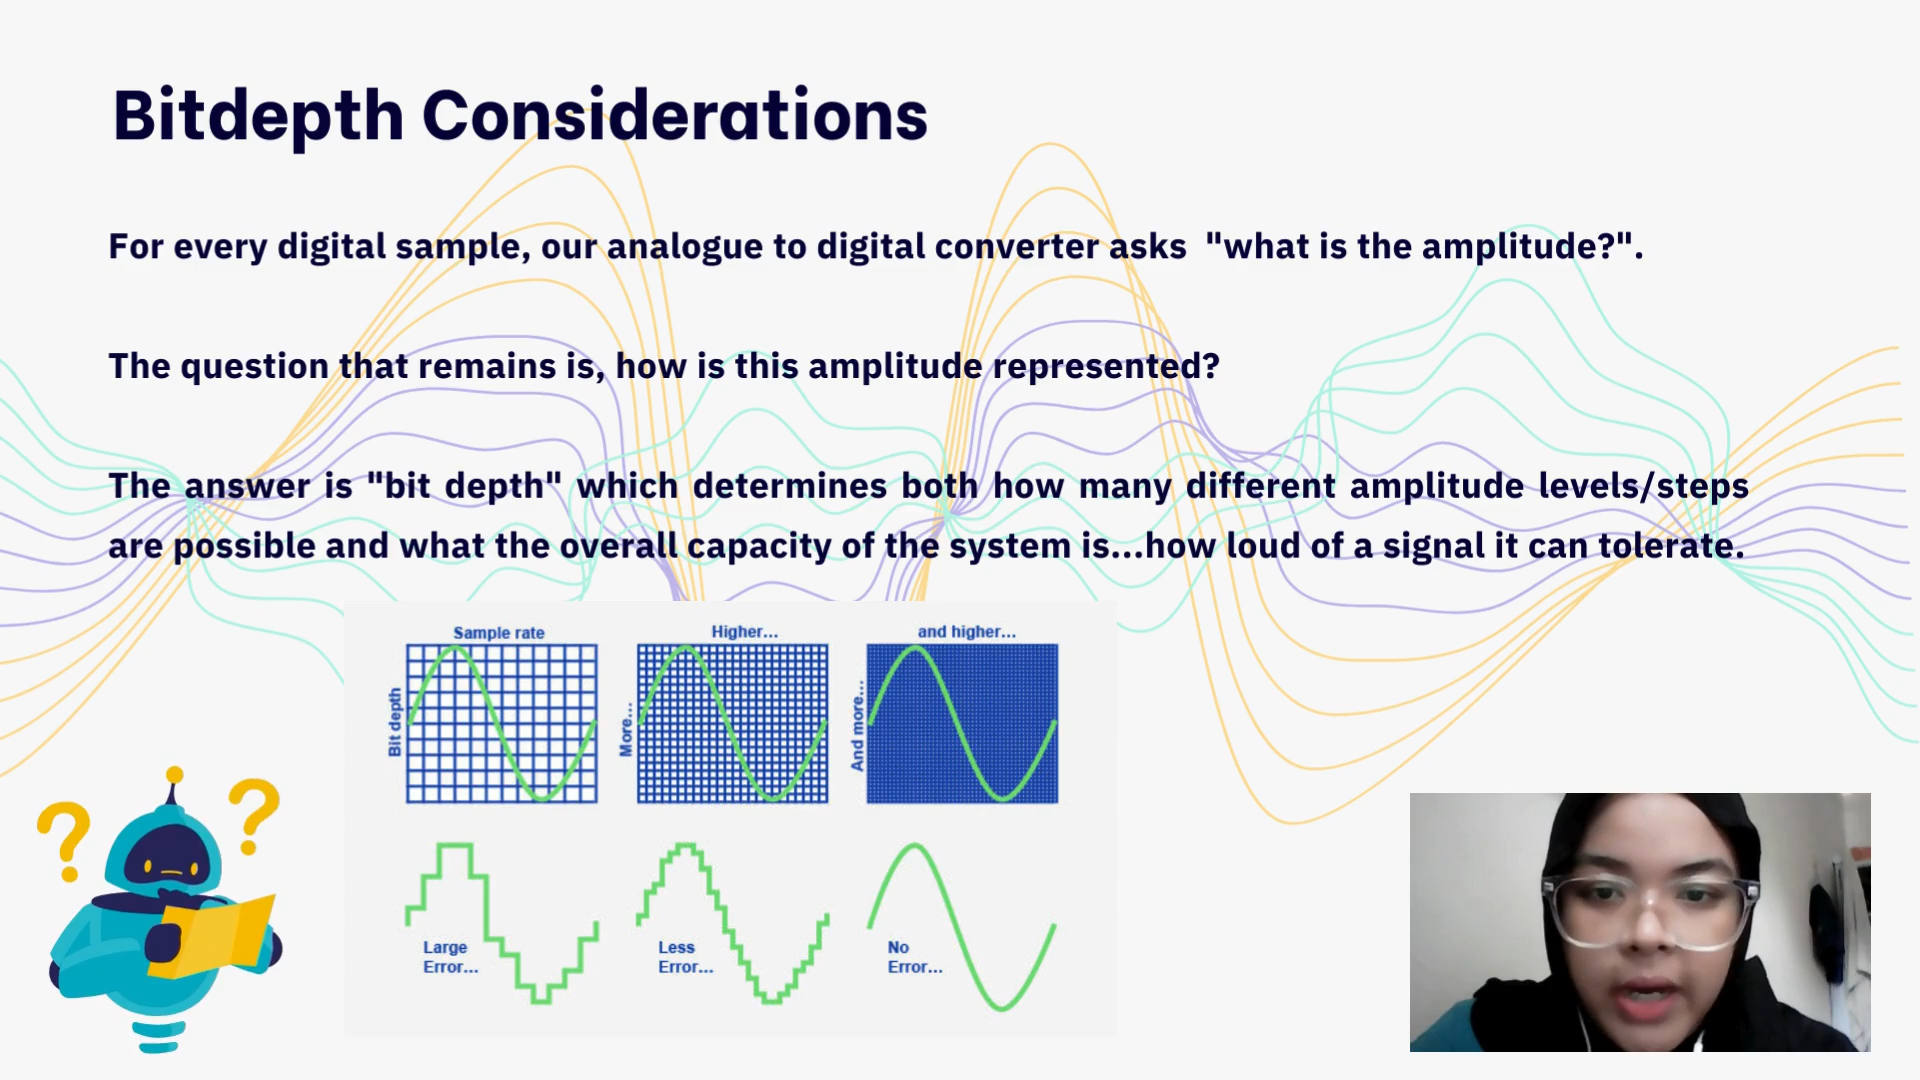 Bitdepth Considerations
For every digital sample, our analogue to digital converter asks "what is the amplitude?".
The question that remains is, how is this amplitude represented?
The answer is "bit depth" which determines both how many different amplitude levels/steps
are possible and what the overall capacity of the system is...how loud of a signal it can tolerate.
Sample rate
Higher...
and higher...
Bit depth
More...
And more...
Large
Error...
Less
Error...
No
Error...
? ?